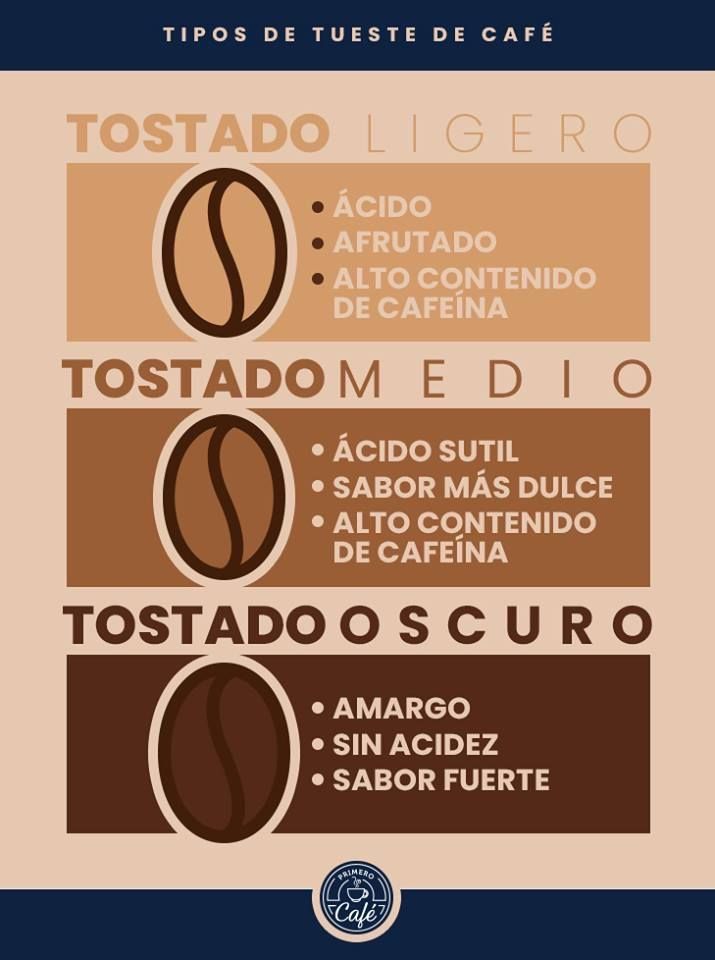 TIPOS DE TUESTE DE CAFÉ
TOSTADO LIGERO
• ÁCIDO
• AFRUTADO
• ALTO CONTENIDO
DE CAFEÍNA
TOSTADO MEDIO
• ÁCIDO SUTIL
• SABOR MÁS DULCE
• ALTO CONTENIDO
DE CAFEÍNA
TOSTADO OSCURO
• AMARGO
• SIN ACIDEZ
• SABOR FUERTE
PRIMERO
Café